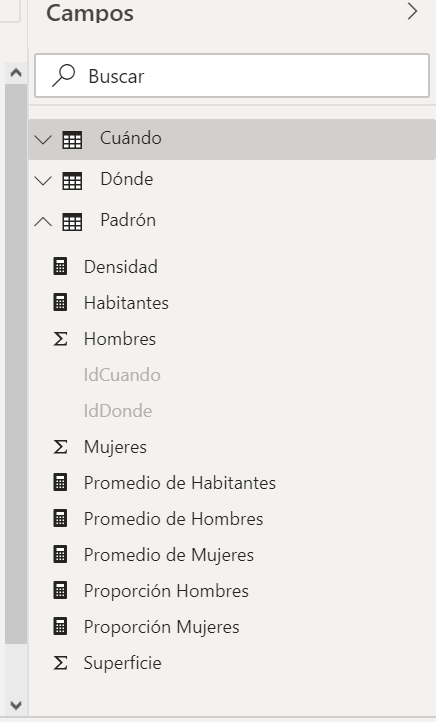 Campos
Buscar
Cuándo
Dónde
Padrón
Densidad
Habitantes
Hombres
IdCuando
IdDonde
Mujeres
Promedio de Habitantes
Promedio de Hombres
Promedio de Mujeres
Proporción Hombres
Proporción Mujeres
Superficie